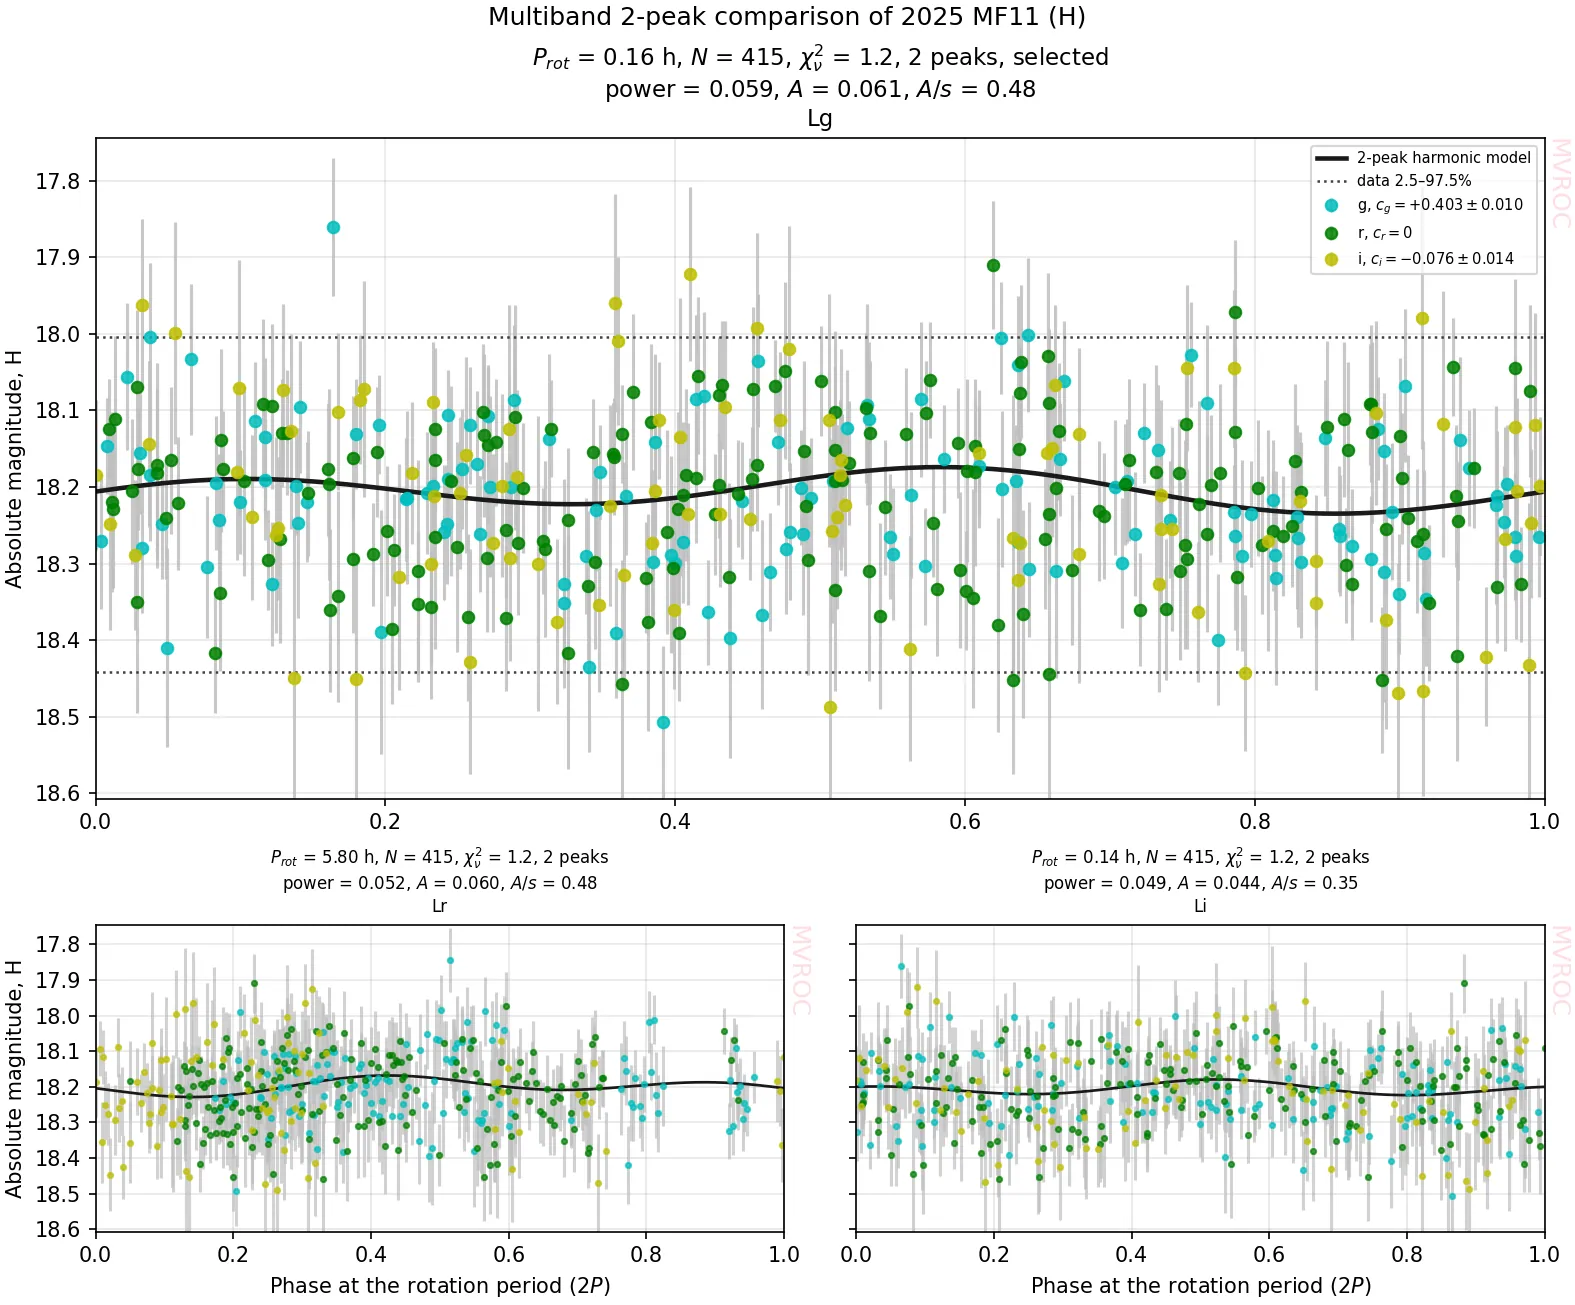 Multiband 2-peak comparison of 2025 MF11 (H)
P_rot = 0.16 h, N = 415, χ²_ν = 1.2, 2 peaks, selected
power = 0.059, A = 0.061, A/s = 0.48
Lg
2-peak harmonic model
data 2.5–97.5%
g, c_g = +0.403 ± 0.010
r, c_r = 0
i, c_i = −0.076 ± 0.014
MVROC
Absolute magnitude, H
17.8
17.9
18.0
18.1
18.2
18.3
18.4
18.5
18.6
0.0 0.2 0.4 0.6 0.8 1.0
P_rot = 5.80 h, N = 415, χ²_ν = 1.2, 2 peaks
power = 0.052, A = 0.060, A/s = 0.48
Lr
MVROC
Absolute magnitude, H
17.8
17.9
18.0
18.1
18.2
18.3
18.4
18.5
18.6
0.0 0.2 0.4 0.6 0.8 1.0
Phase at the rotation period (2P)
P_rot = 0.14 h, N = 415, χ²_ν = 1.2, 2 peaks
power = 0.049, A = 0.044, A/s = 0.35
Li
MVROC
0.0 0.2 0.4 0.6 0.8 1.0
Phase at the rotation period (2P)